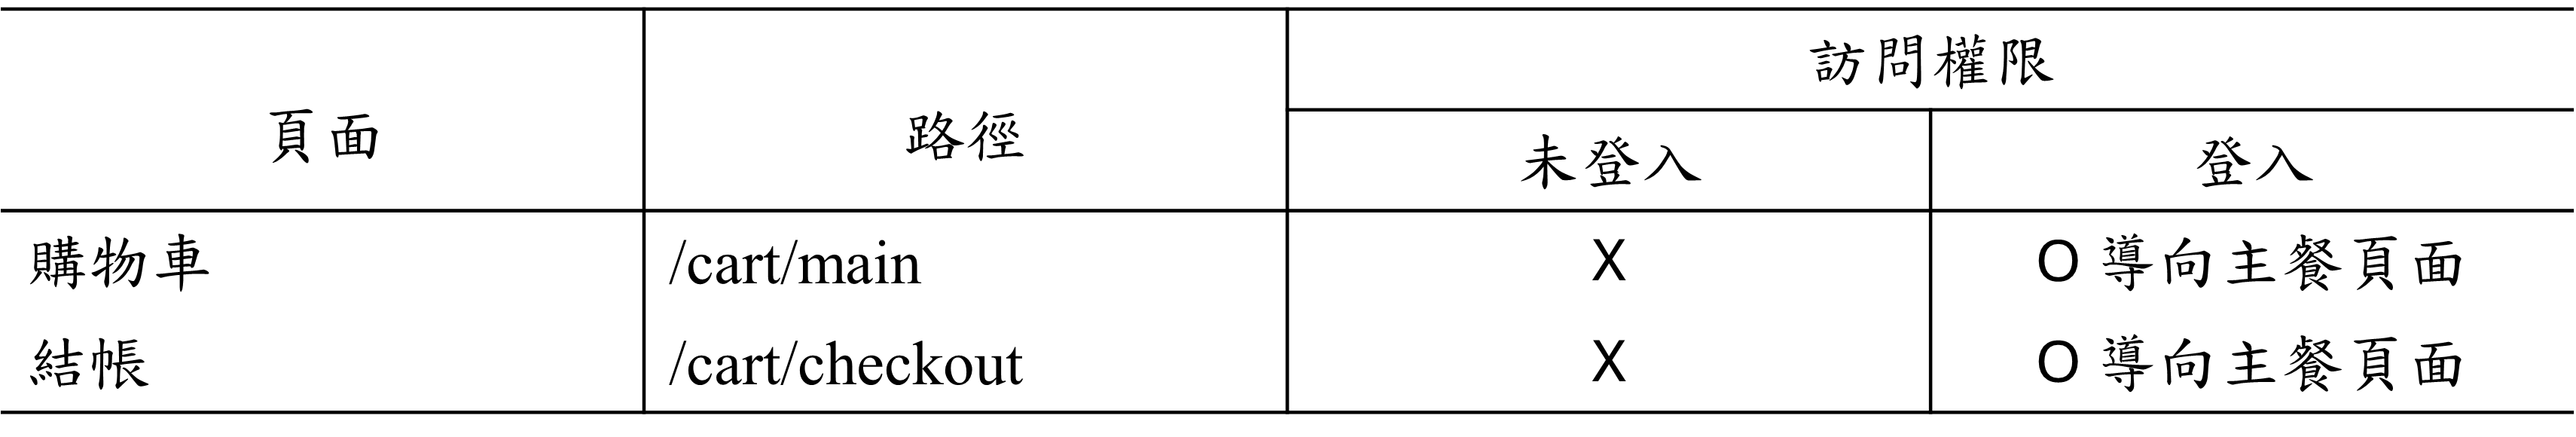 頁面 路徑 訪問權限
未登入 登入
購物車 /cart/main X O 導向主餐頁面
結帳 /cart/checkout X O 導向主餐頁面